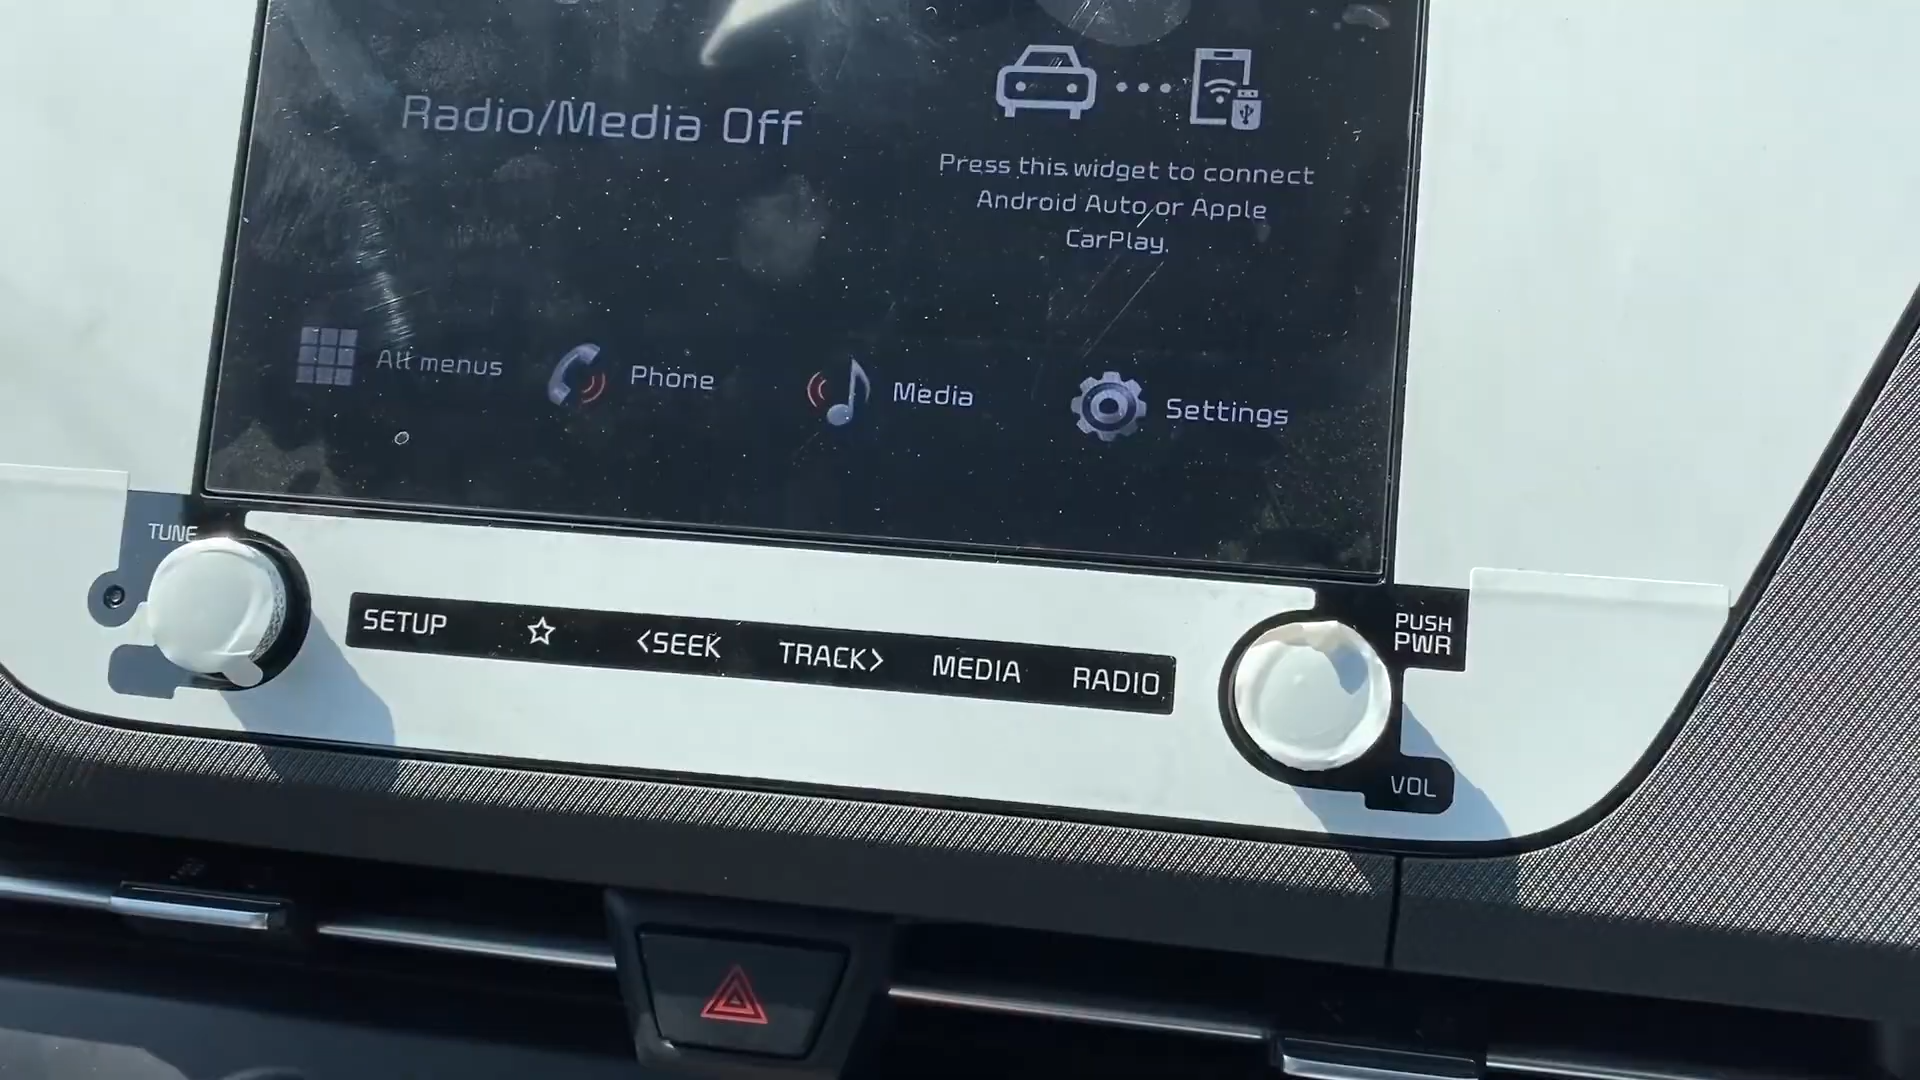 Radio/Media Off
Press this widget to connect
Android Auto or Apple
CarPlay.
All menus
Phone
Media
Settings
TUNE
SETUP
<SEEK
TRACK>
MEDIA
RADIO
PUSH
PWR
VOL